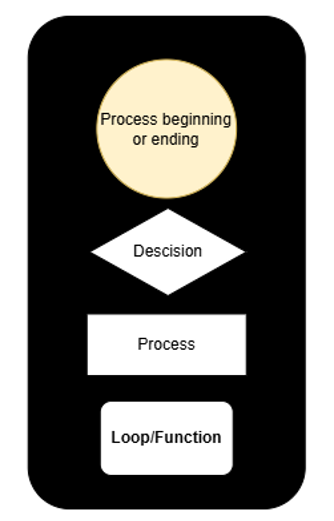 Process beginning
or ending
Descision
Process
Loop/Function